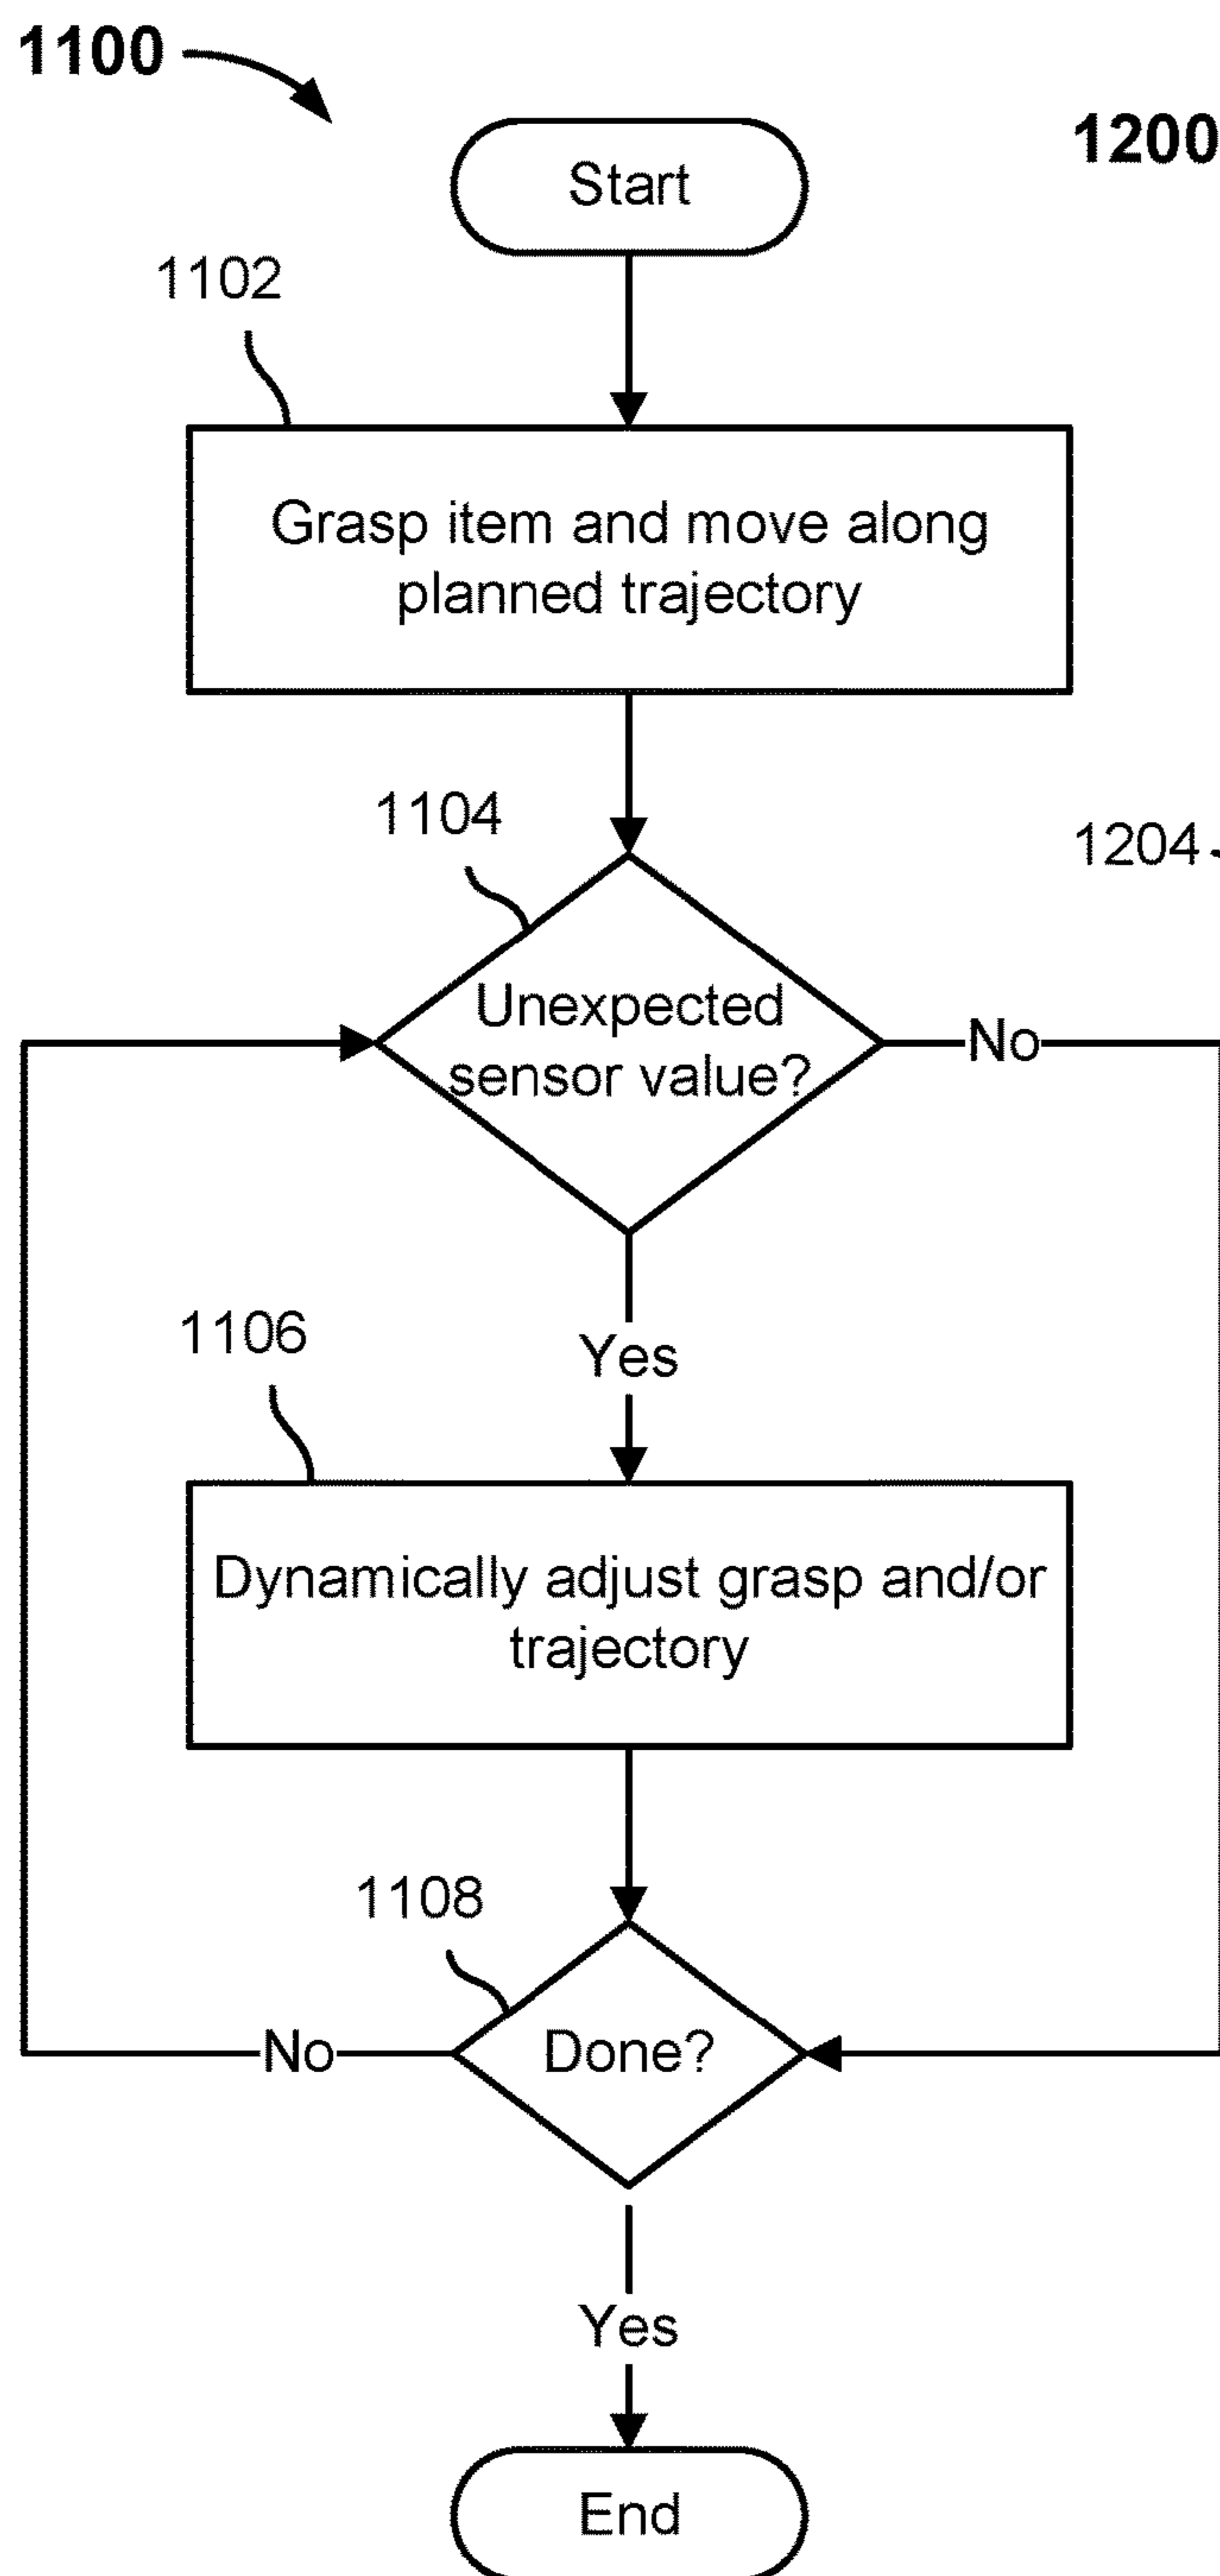 1100
1200
Start
1102
Grasp item and move along
planned trajectory
1104
1204
Unexpected
sensor value?
No
Yes
1106
Dynamically adjust grasp and/or
trajectory
1108
Done?
No
Yes
End